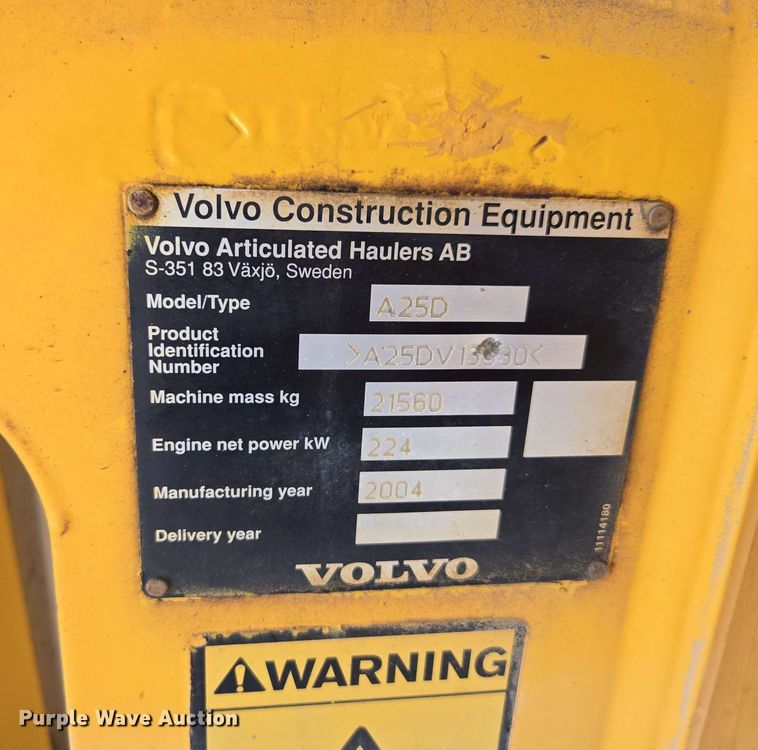 Volvo Construction Equipment
Volvo Articulated Haulers AB
S-351 83 Växjö, Sweden
Model/Type A25D
Product
Identification
Number
Machine mass kg 21560
Engine net power kW 224
Manufacturing year 2004
Delivery year
11114180
VOLVO
WARNING
Purple Wave Auction